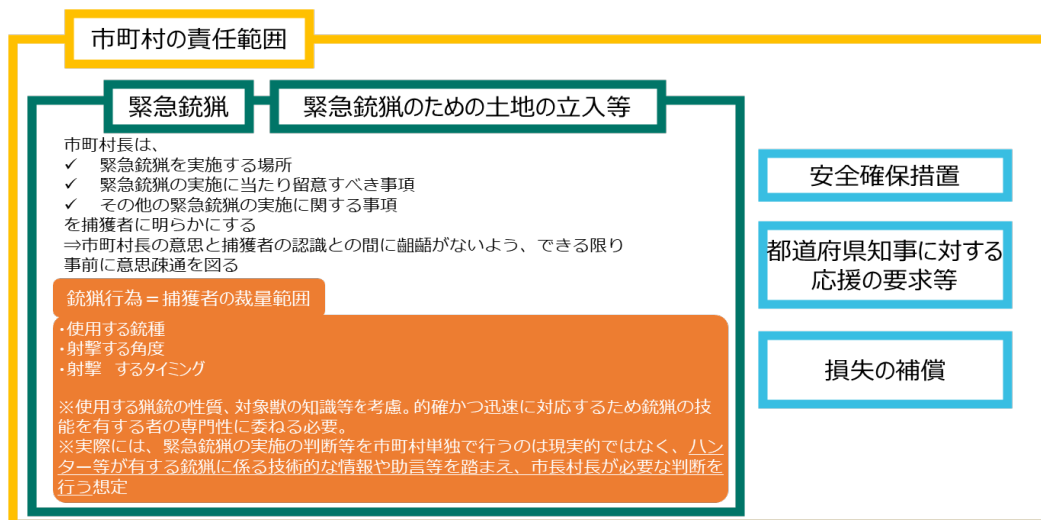 市町村の責任範囲
緊急銃猟
緊急銃猟のための土地の立入等
市町村長は、
✓ 緊急銃猟を実施する場所
✓ 緊急銃猟の実施に当たり留意すべき事項
✓ その他の緊急銃猟の実施に関する事項
を捕獲者に明らかにする
⇒市町村長の意思と捕獲者の認識との間に齟齬がないよう、できる限り
事前に意思疎通を図る
銃猟行為=捕獲者の裁量範囲
・使用する銃種
・射撃する角度
・射撃 するタイミング
※使用する猟銃の性質、対象獣の知識等を考慮。的確かつ迅速に対応するため銃猟の技
能を有する者の専門性に委ねる必要。
※実際には、緊急銃猟の実施の判断等を市町村単独で行うのは現実的ではなく、ハン
ター等が有する銃猟に係る技術的な情報や助言等を踏まえ、市長村長が必要な判断を
行う想定
安全確保措置
都道府県知事に対する
応援の要求等
損失の補償